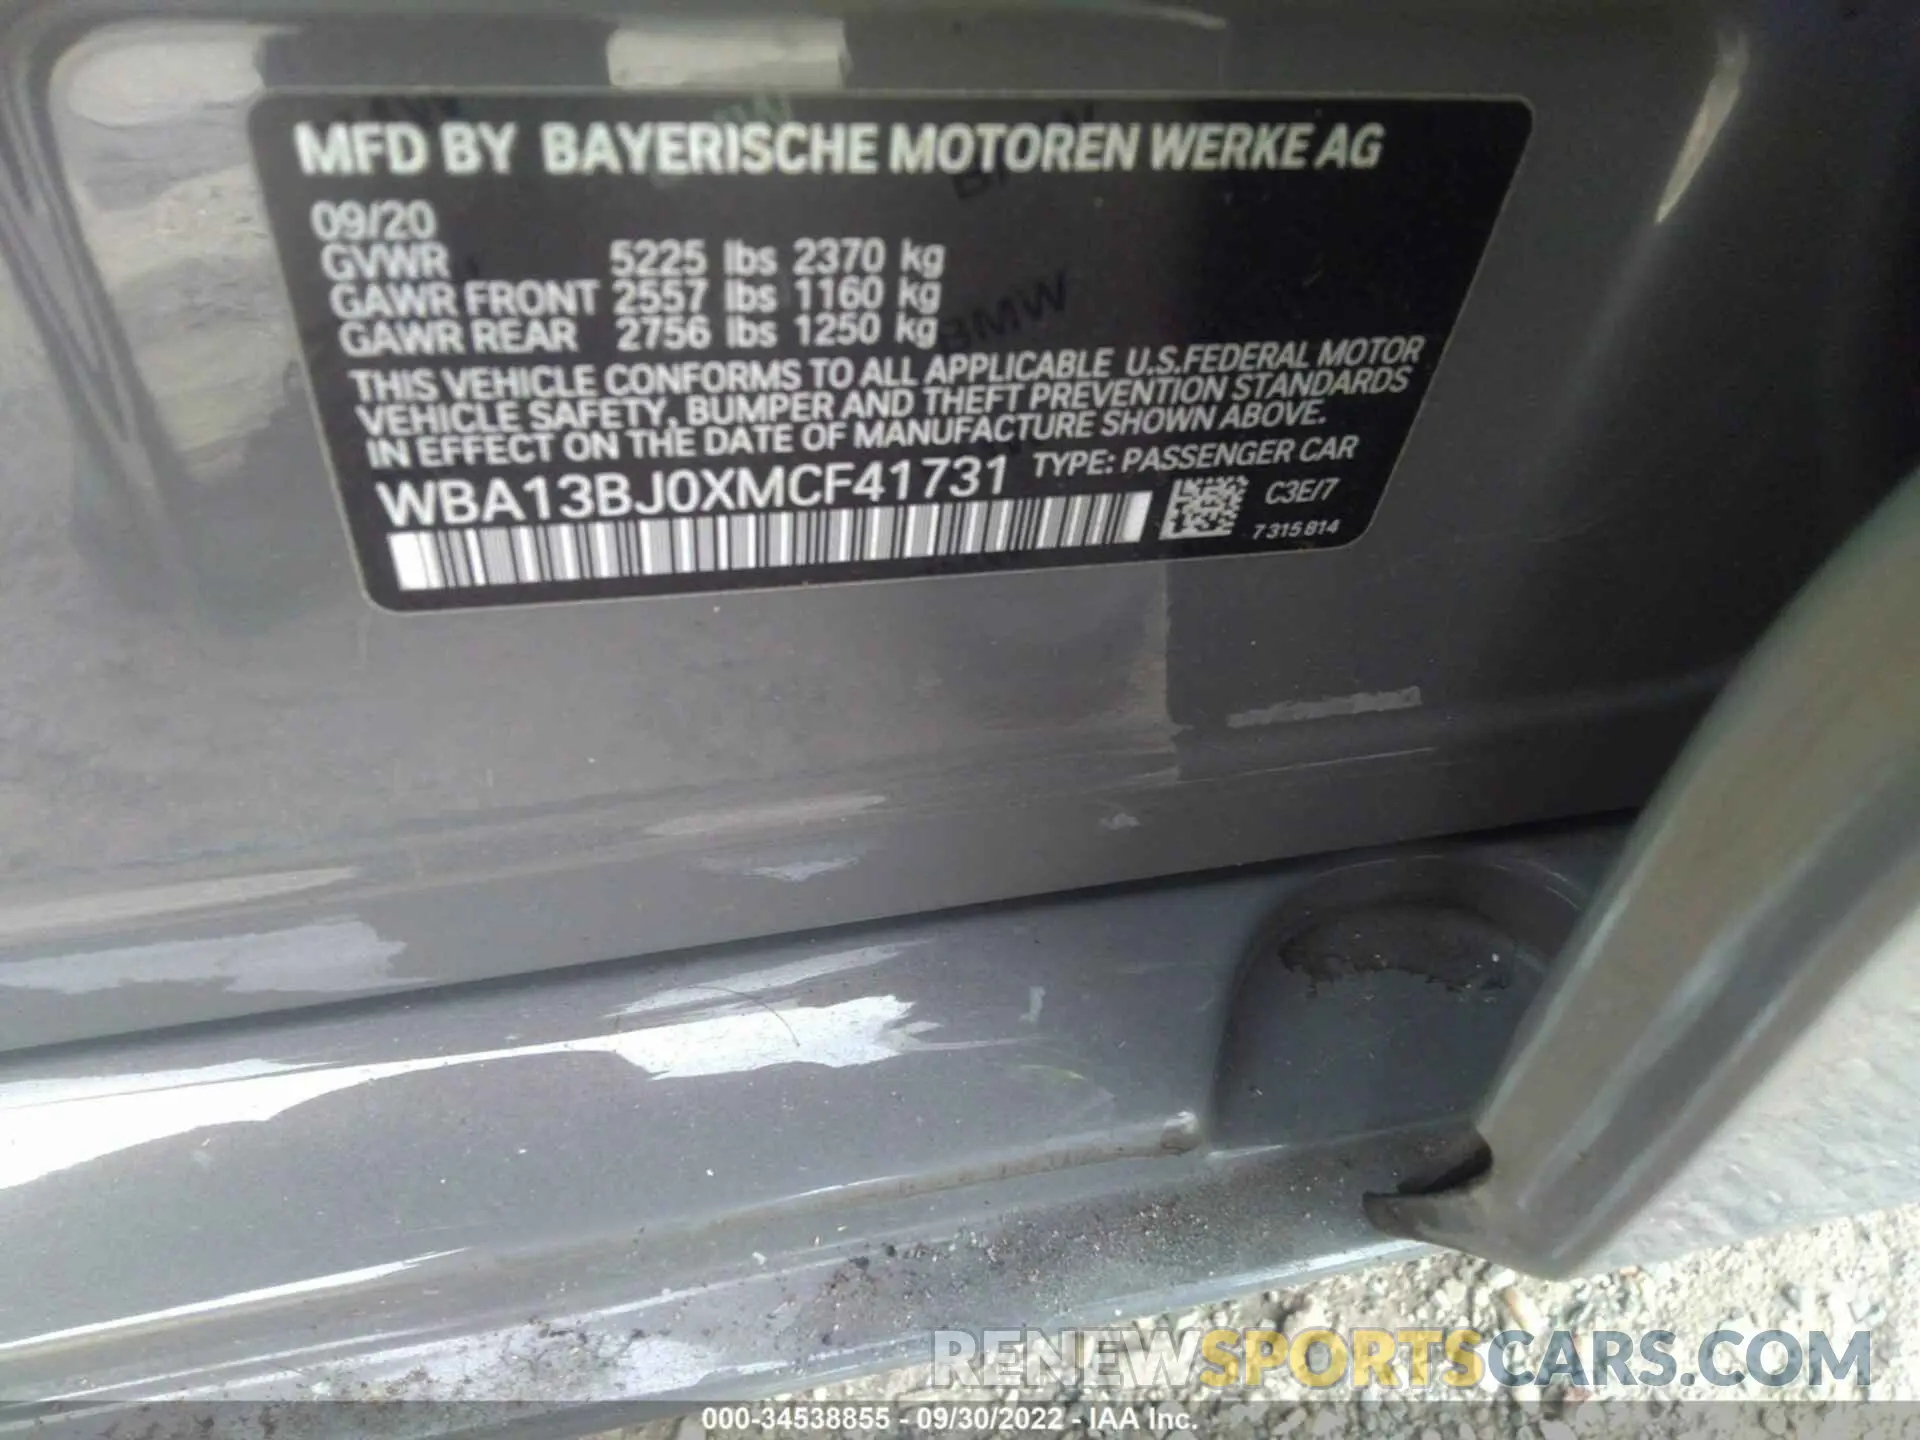 MFD BY BAYERISCHE MOTOREN WERKE AG
09/20
GVWR 5225 lbs 2370 kg
GAWR FRONT 2557 lbs 1160 kg
GAWR REAR 2756 lbs 1250 kg
THIS VEHICLE CONFORMS TO ALL APPLICABLE U.S.FEDERAL MOTOR
VEHICLE SAFETY, BUMPER AND THEFT PREVENTION STANDARDS
IN EFFECT ON THE DATE OF MANUFACTURE SHOWN ABOVE.
WBA13BJ0XMCF41731 TYPE: PASSENGER CAR
C3E/7
7315814
BMW
RENEWSPORTSCARS.COM
000-34538855 - 09/30/2022 - IAA Inc.